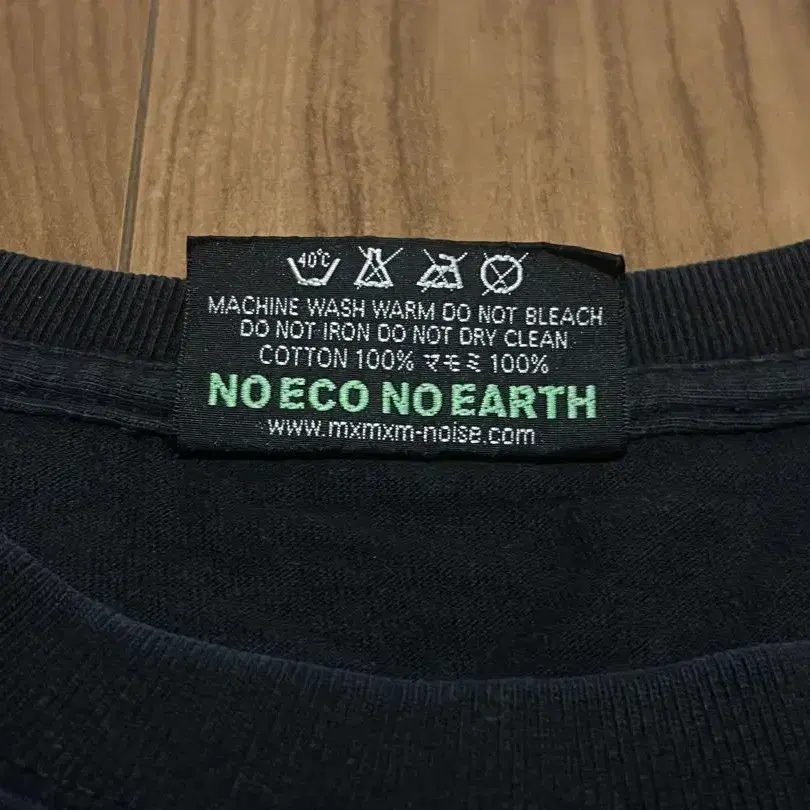 40°C
MACHINE WASH WARM DO NOT BLEACH.
DO NOT IRON DO NOT DRY CLEAN.
COTTON 100% マモミ 100%
NO ECO NO EARTH
www.mxmxm-noise.com